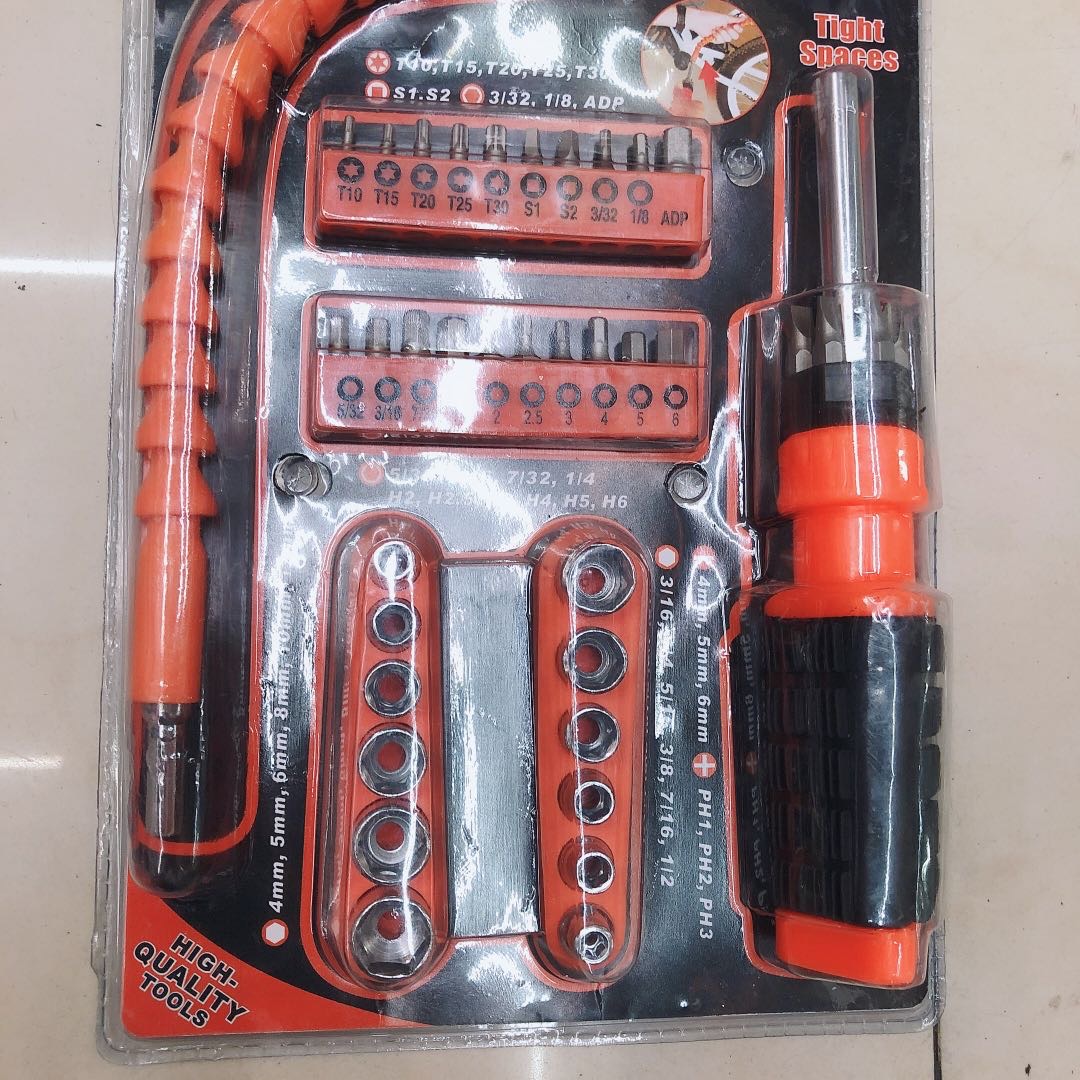 Tight
Spaces
T10, T15, T20, T25, T30
S1. S2 3/32, 1/8, ADP
T10 T15 T20 T25 T30 S1 S2 3/32 1/8 ADP
5/32 3/16 2 2.5 3 4 5 6
7/32, 1/4
H2, H4, H5, H6
4mm, 5mm, 6mm, 8mm, 10mm
3/16, 3/8, 7/16, 1/2
4mm, 5mm, 6mm PH1, PH2, PH3
HIGH-
QUALITY
TOOLS